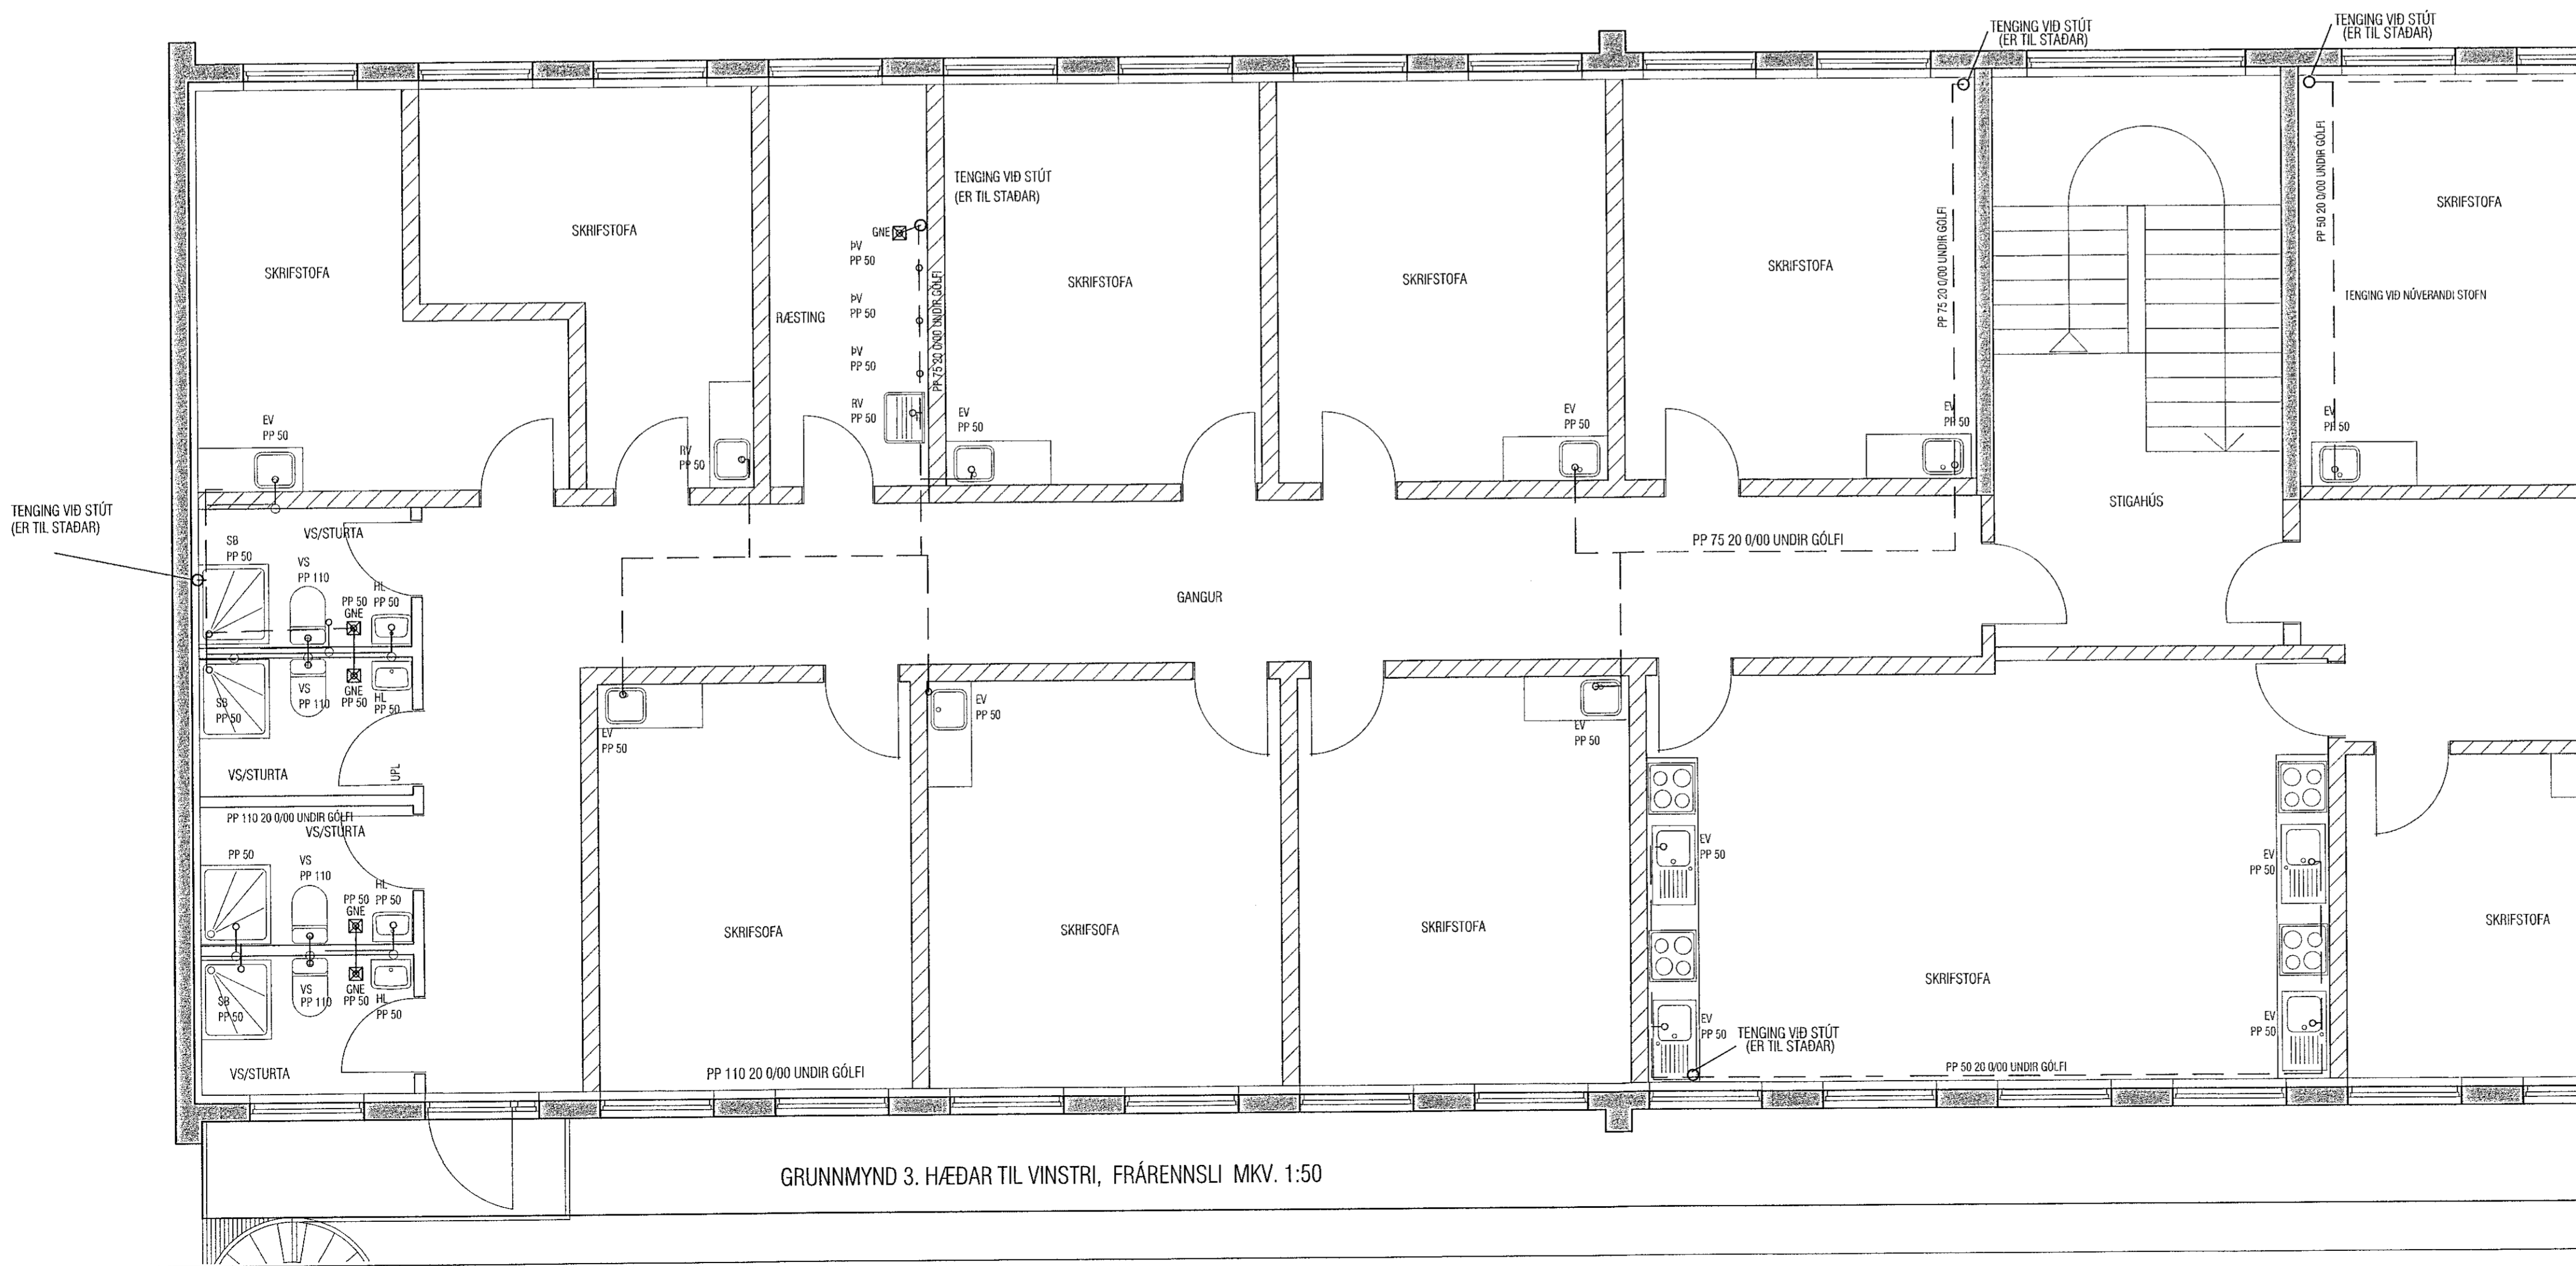 TENGING VIÐ STÚT
(ER TIL STAÐAR)
TENGING VIÐ STÚT
(ER TIL STAÐAR)
TENGING VIÐ STÚT
(ER TIL STAÐAR)
SKRIFSTOFA
SKRIFSTOFA
GNE
ÞV
PP 50
ÞV
PP 50
ÞV
PP 50
RV
PP 50
RÆSTING
PP 75 20 0/00 UNDIR GÓLFI
SKRIFSTOFA
SKRIFSTOFA
SKRIFSTOFA
PP 75 20 0/00 UNDIR GÓLFI
PP 50 20 0/00 UNDIR GÓLFI
SKRIFSTOFA
TENGING VIÐ NÚVERANDI STOFN
EV
PP 50
RV
PP 50
EV
PP 50
EV
PP 50
EV
PP 50
EV
PP 50
STIGAHÚS
TENGING VIÐ STÚT
(ER TIL STAÐAR)
VS/STURTA
SB
PP 50
VS
PP 110
PP 50
GNE
HL
PP 50
PP 75 20 0/00 UNDIR GÓLFI
GANGUR
SB
PP 50
VS
PP 110
GNE
PP 50
HL
PP 50
VS/STURTA
UPL
EV
PP 50
EV
PP 50
EV
PP 50
PP 110 20 0/00 UNDIR GÓLFI
VS/STURTA
PP 50
VS
PP 110
PP 50
GNE
HL
PP 50
SB
PP 50
VS
PP 110
GNE
PP 50
HL
PP 50
VS/STURTA
SKRIFSOFA
SKRIFSOFA
SKRIFSTOFA
EV
PP 50
EV
PP 50
SKRIFSTOFA
SKRIFSTOFA
EV
PP 50
EV
PP 50
TENGING VIÐ STÚT
(ER TIL STAÐAR)
PP 110 20 0/00 UNDIR GÓLFI
PP 50 20 0/00 UNDIR GÓLFI
GRUNNMYND 3. HÆÐAR TIL VINSTRI, FRÁRENNSLI MKV. 1:50